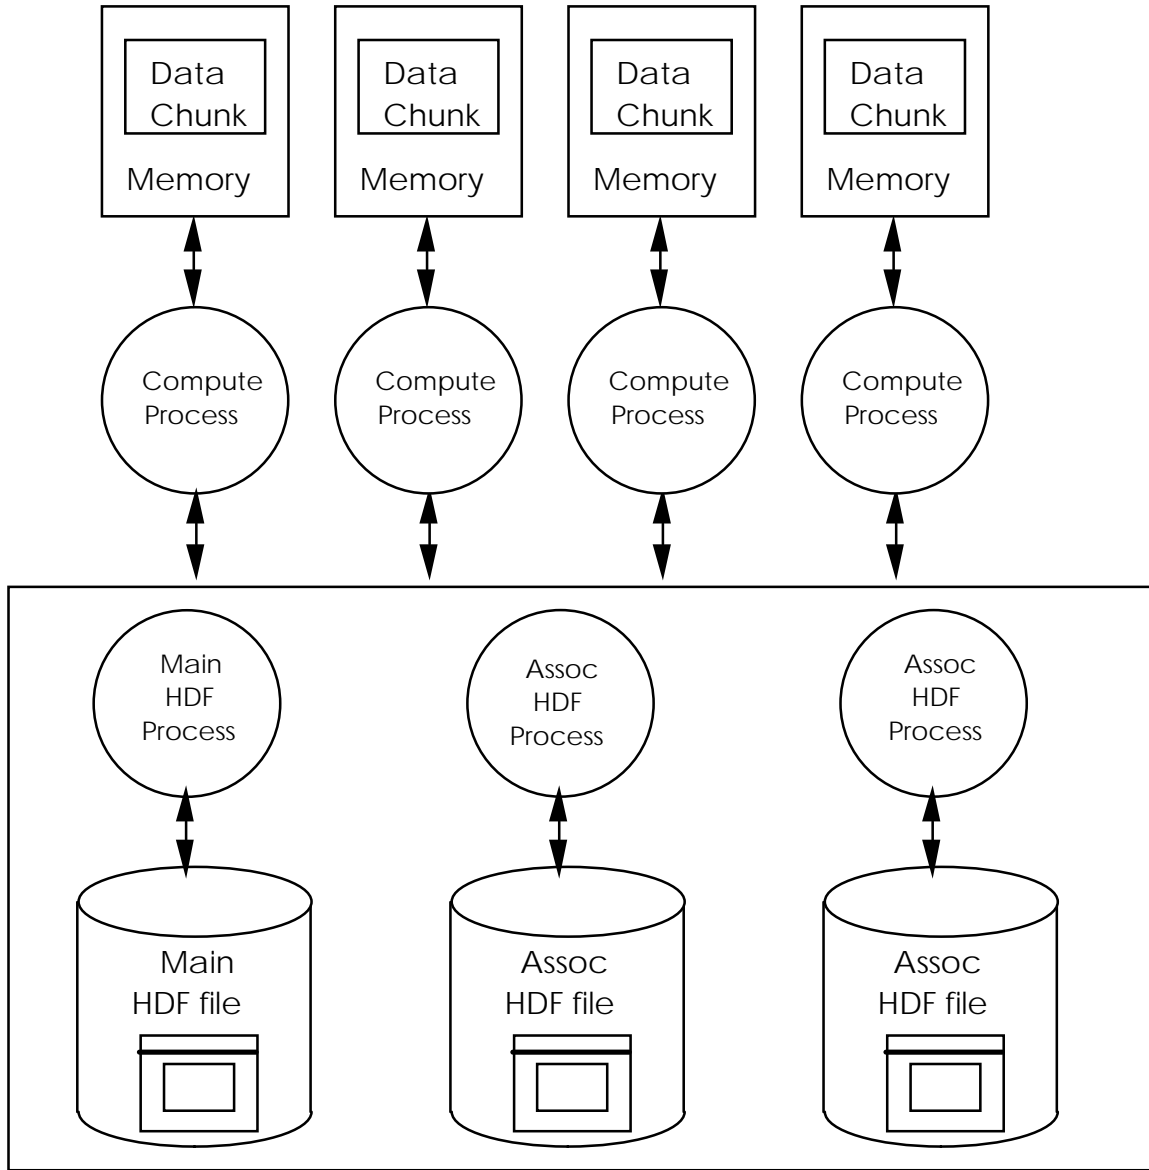 Data
Chunk
Memory
Data
Chunk
Memory
Data
Chunk
Memory
Data
Chunk
Memory
Compute
Process
Compute
Process
Compute
Process
Compute
Process
Main
HDF
Process
Assoc
HDF
Process
Assoc
HDF
Process
Main
HDF file
Assoc
HDF file
Assoc
HDF file